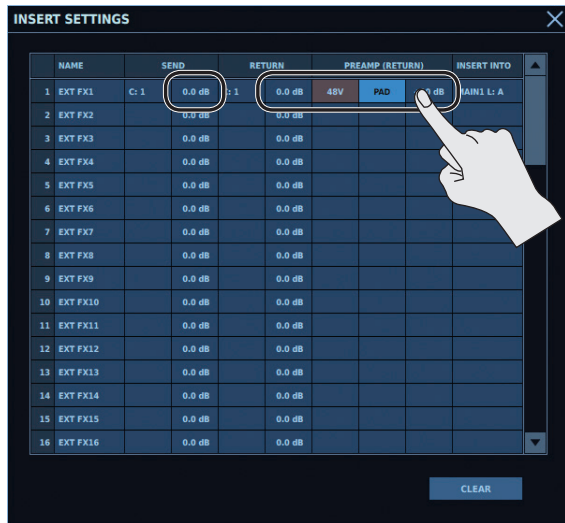 INSERT SETTINGS
NAME SEND RETURN PREAMP (RETURN) INSERT INTO
1 EXT FX1 C: 1 0.0 dB : 1 0.0 dB 48V PAD dB MAIN1 L: A
2 EXT FX2 0.0 dB 0.0 dB
3 EXT FX3 0.0 dB 0.0 dB
4 EXT FX4 0.0 dB 0.0 dB
5 EXT FX5 0.0 dB 0.0 dB
6 EXT FX6 0.0 dB 0.0 dB
7 EXT FX7 0.0 dB 0.0 dB
8 EXT FX8 0.0 dB 0.0 dB
9 EXT FX9 0.0 dB 0.0 dB
10 EXT FX10 0.0 dB 0.0 dB
11 EXT FX11 0.0 dB 0.0 dB
12 EXT FX12 0.0 dB 0.0 dB
13 EXT FX13 0.0 dB 0.0 dB
14 EXT FX14 0.0 dB 0.0 dB
15 EXT FX15 0.0 dB 0.0 dB
16 EXT FX16 0.0 dB 0.0 dB
CLEAR